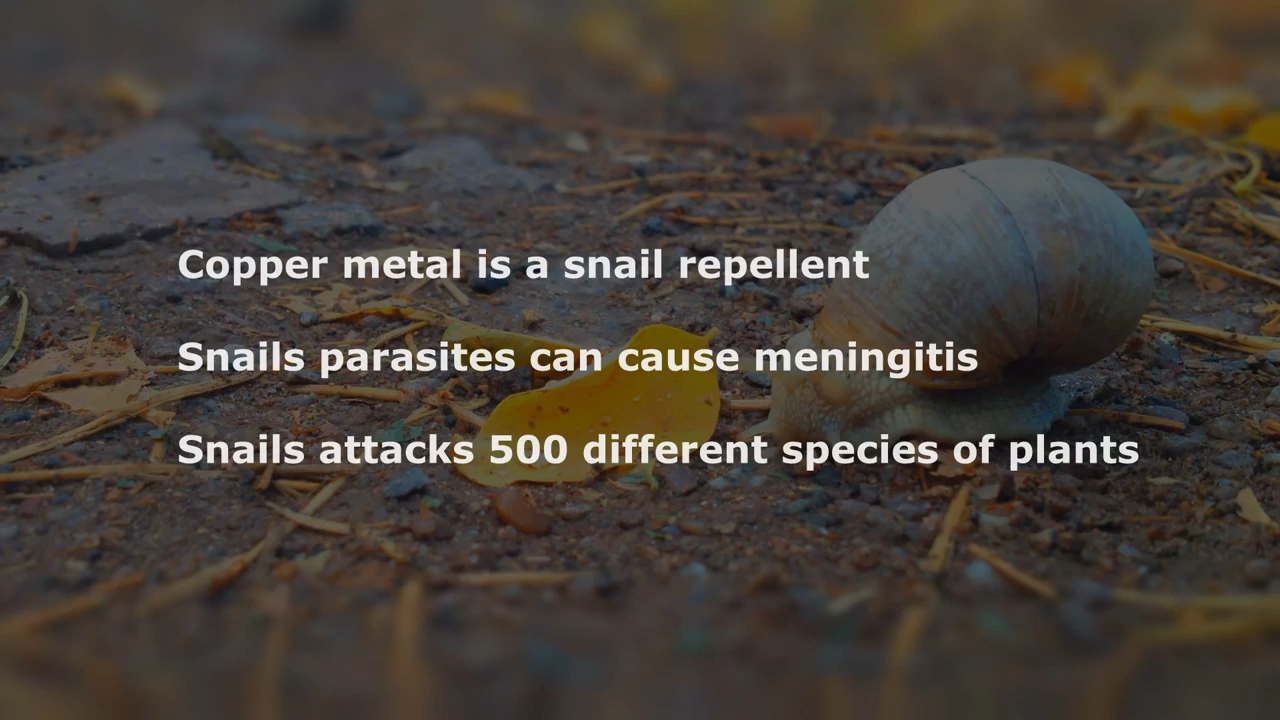 Copper metal is a snail repellent
Snails parasites can cause meningitis
Snails attacks 500 different species of plants